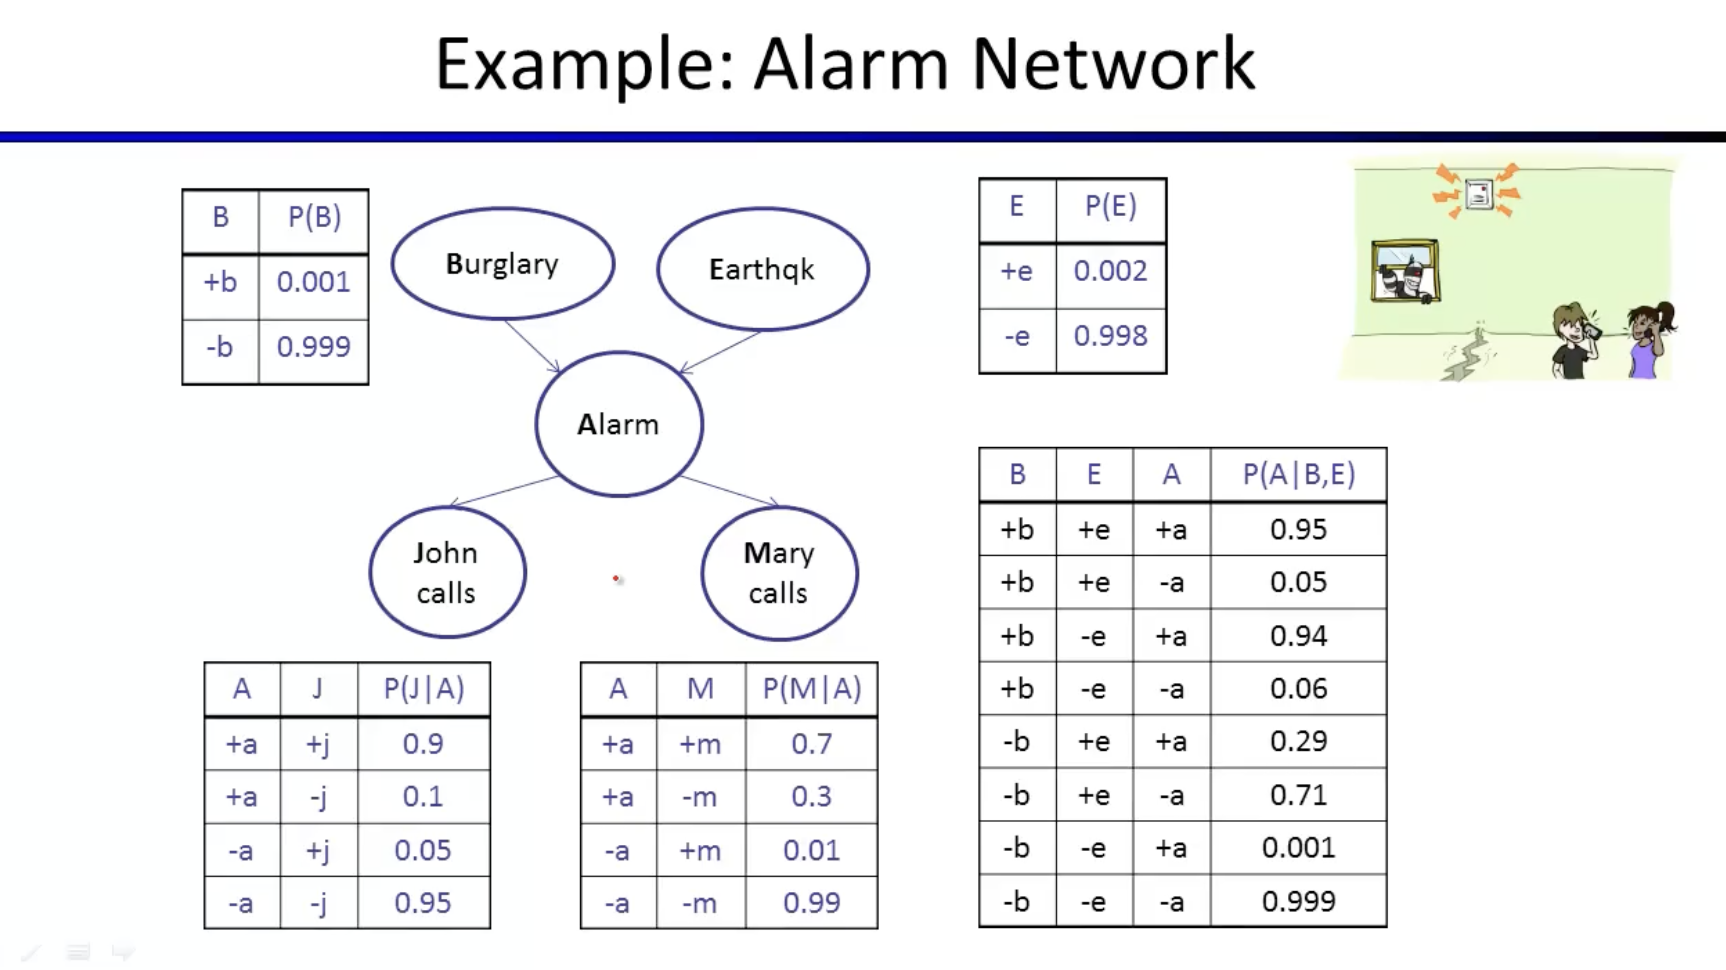 Example: Alarm Network
B P(B)
+b 0.001
-b 0.999
Burglary
Earthqk
E P(E)
+e 0.002
-e 0.998
Alarm
John
calls
Mary
calls
A J P(J|A)
+a +j 0.9
+a -j 0.1
-a +j 0.05
-a -j 0.95
A M P(M|A)
+a +m 0.7
+a -m 0.3
-a +m 0.01
-a -m 0.99
B E A P(A|B,E)
+b +e +a 0.95
+b +e -a 0.05
+b -e +a 0.94
+b -e -a 0.06
-b +e +a 0.29
-b +e -a 0.71
-b -e +a 0.001
-b -e -a 0.999